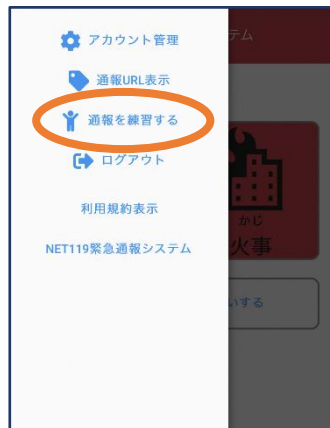 アカウント管理
通報URL表示
通報を練習する
ログアウト
利用規約表示
NET119緊急通報システム
テム
かじ
火事
いする